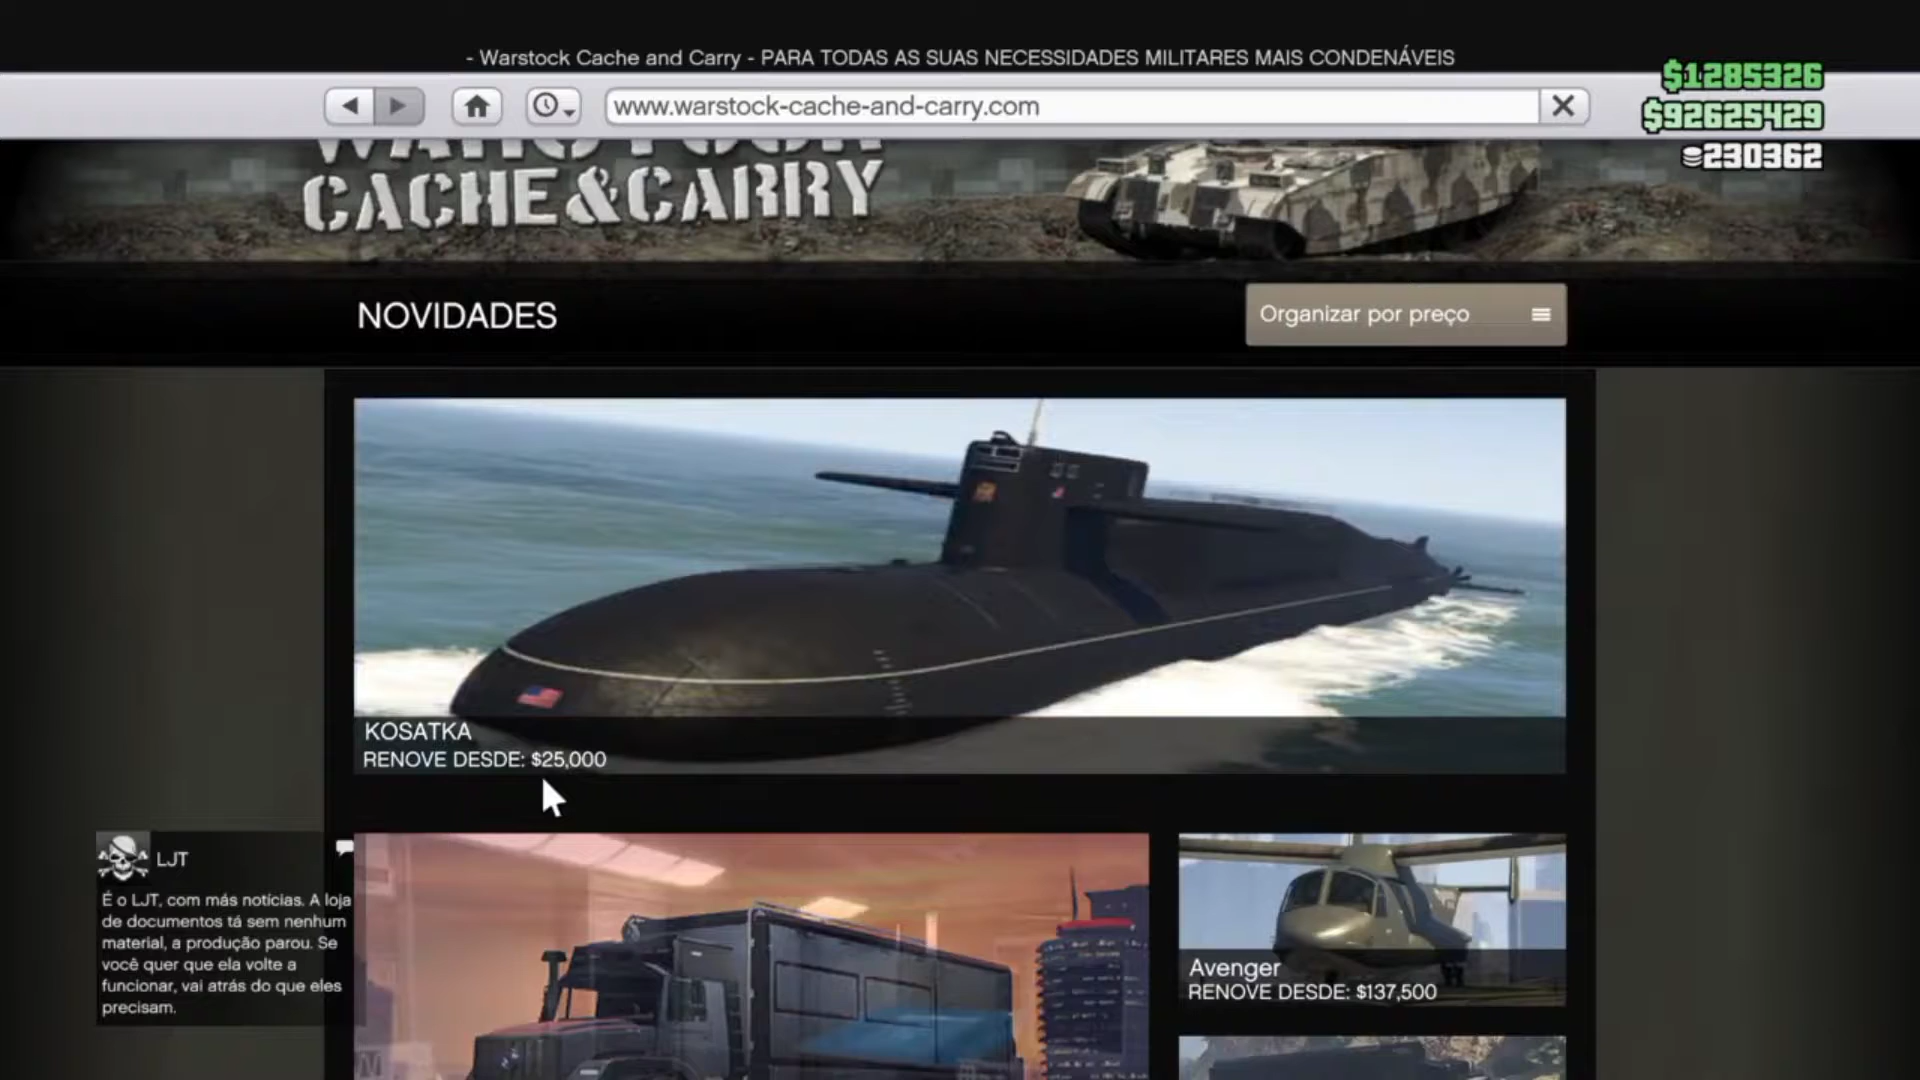 - Warstock Cache and Carry - PARA TODAS AS SUAS NECESSIDADES MILITARES MAIS CONDENÁVEIS
$1285326
www.warstock-cache-and-carry.com
$92625429
230362
WARSTOCK
CACHE&CARRY
NOVIDADES
Organizar por preço
KOSATKA
RENOVE DESDE: $25,000
LJT
É o LJT, com más notícias. A loja
de documentos tá sem nenhum
material, a produção parou. Se
você quer que ela volte a
funcionar, vai atrás do que eles
precisam.
Avenger
RENOVE DESDE: $137,500